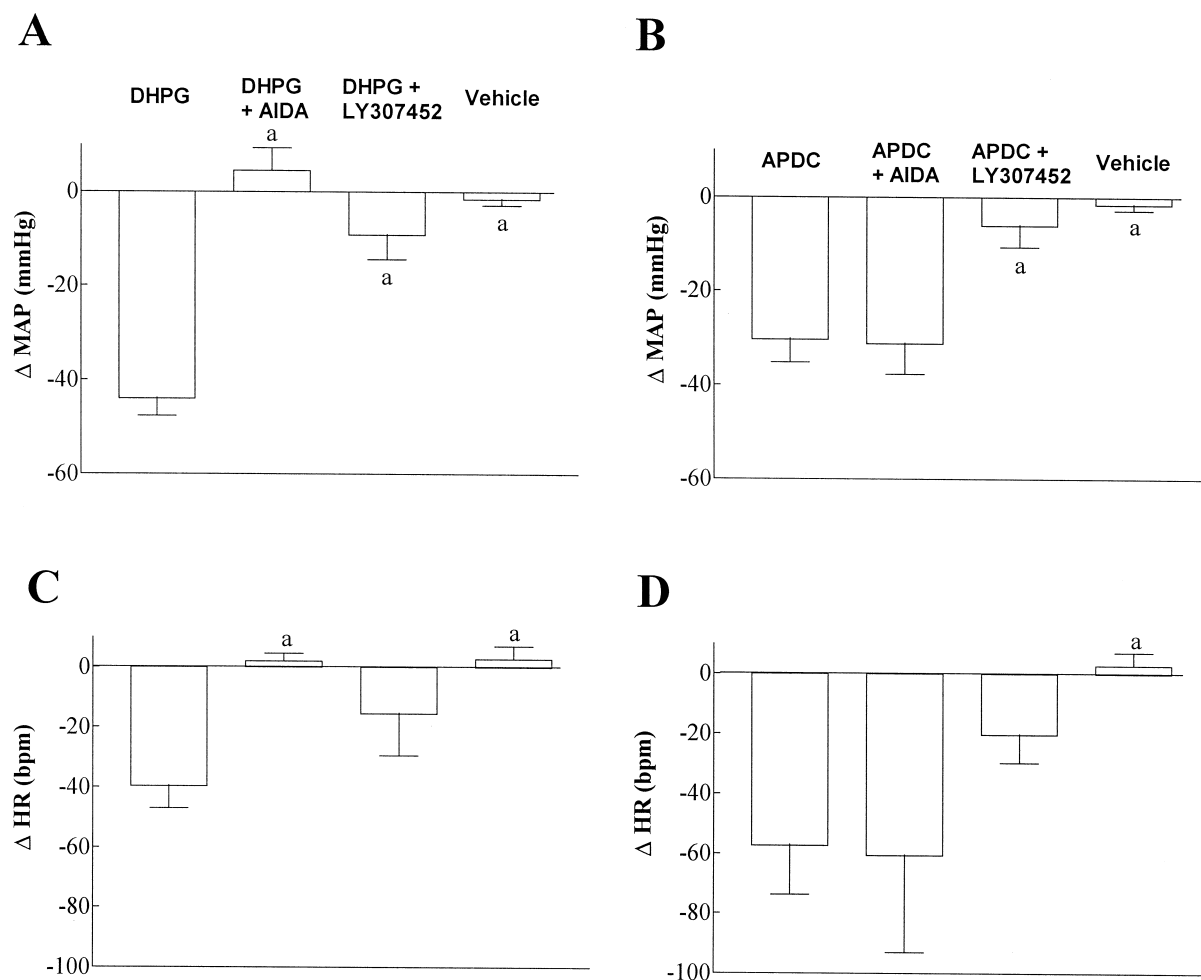 A
DHPG
DHPG
+ AIDA
DHPG +
LY307452
Vehicle
a
a
a
0
-20
-40
-60
Δ MAP (mmHg)
B
APDC
APDC
+ AIDA
APDC +
LY307452
Vehicle
a
a
0
-20
-40
-60
Δ MAP (mmHg)
C
a
a
0
-20
-40
-60
-80
-100
Δ HR (bpm)
D
a
0
-20
-40
-60
-80
-100
Δ HR (bpm)